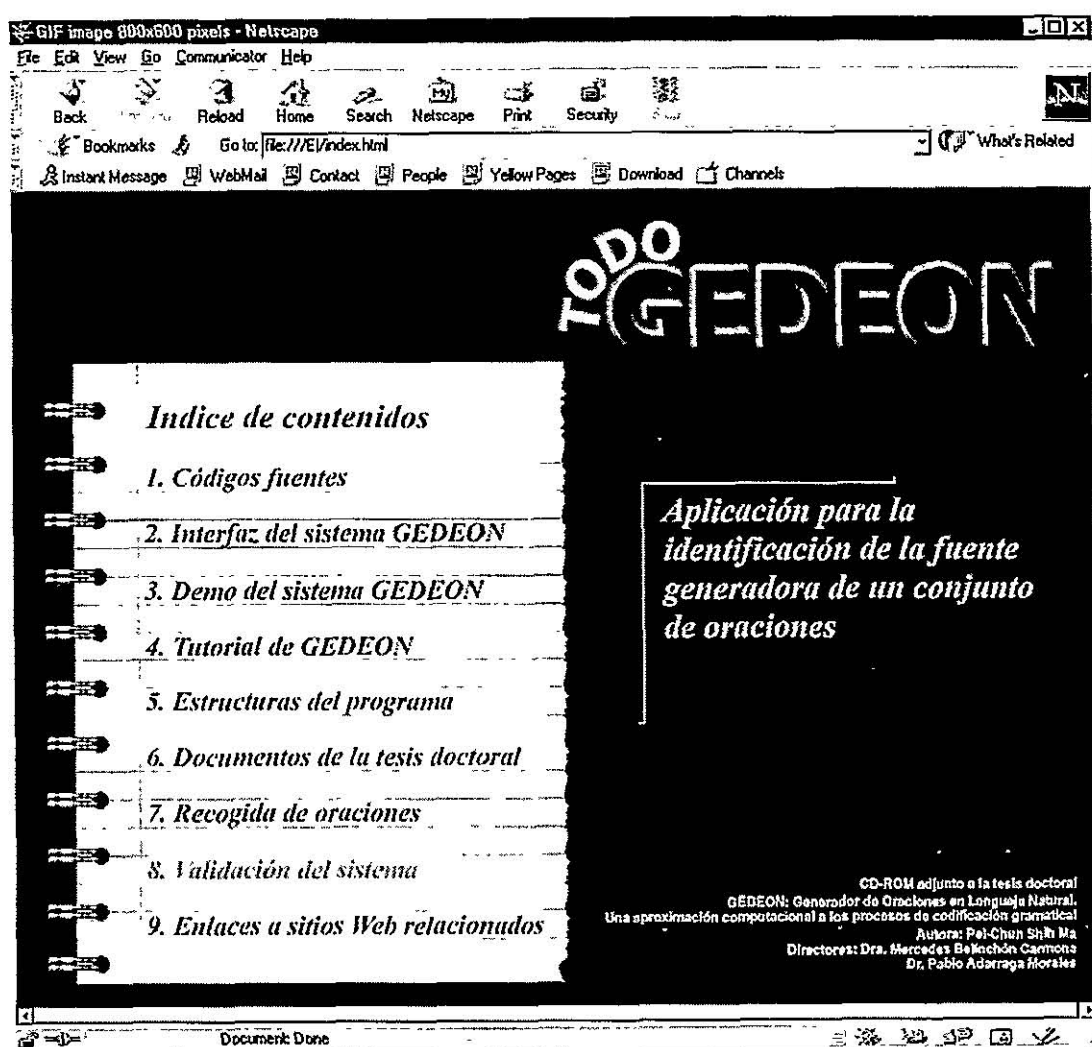 GIF image 800x600 pixels - Netscape
File Edit View Go Communicator Help
Back Reload Home Search Netscape Print Security
Bookmarks Go to: file:///E|/index.html What's Related
Instant Message WebMail Contact People Yellow Pages Download Channels
TODO
GEDEON
Indice de contenidos
1. Códigos fuentes
2. Interfaz del sistema GEDEON
3. Demo del sistema GEDEON
4. Tutorial de GEDEON
5. Estructuras del programa
6. Documentos de la tesis doctoral
7. Recogida de oraciones
8. Validación del sistema
9. Enlaces a sitios Web relacionados
Aplicación para la
identificación de la fuente
generadora de un conjunto
de oraciones
CD-ROM adjunto a la tesis doctoral
GEDEON: Generador de Oraciones en Lenguaje Natural.
Una aproximación computacional a los procesos de codificación gramatical
Autora: Pei-Chun Shih Ma
Directores: Dra. Mercedes Belinchón Carmona
Dr. Pablo Adarraga Morales
Document: Done